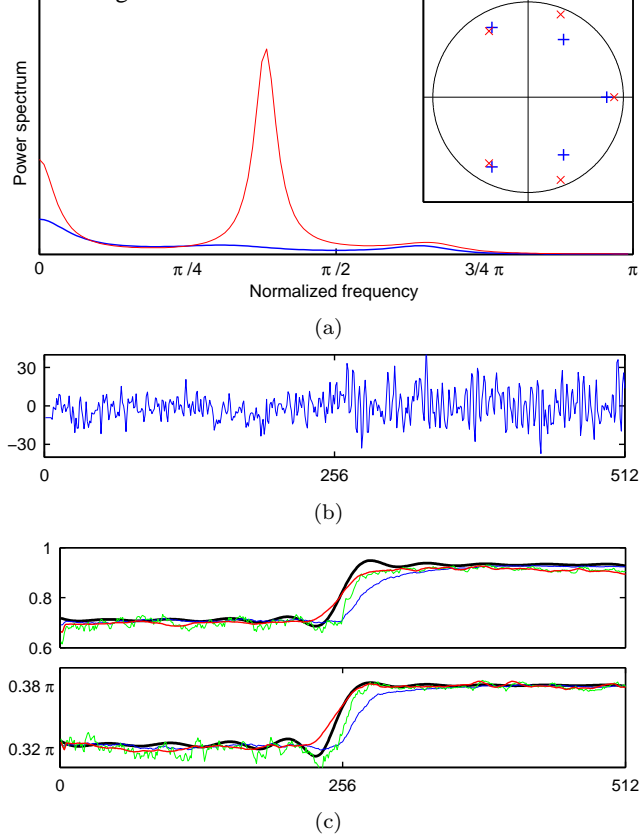 Power spectrum
0
π /4
π /2
3/4 π
π
Normalized frequency
(a)
30
0
−30
0
256
512
(b)
1
0.8
0.6
0.38 π
0.32 π
0
256
512
(c)